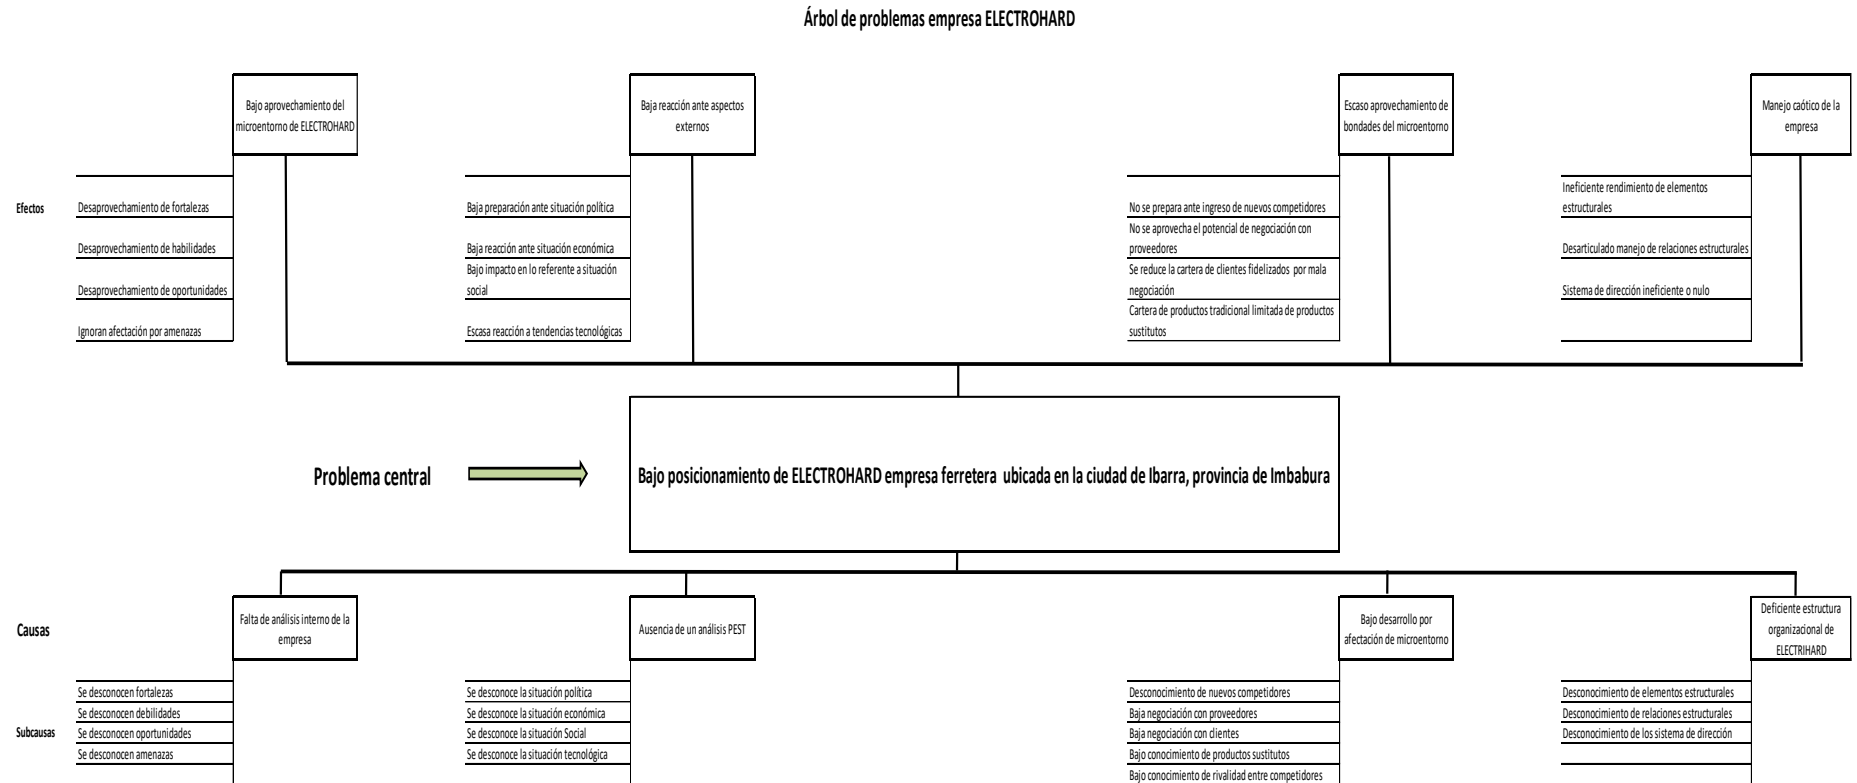 Árbol de problemas empresa ELECTROHARD
Bajo aprovechamiento del
microentorno de ELECTROHARD
Baja reacción ante aspectos
externos
Escaso aprovechamiento de
bondades del microentorno
Manejo caótico de la
empresa
Efectos
Desaprovechamiento de fortalezas
Desaprovechamiento de habilidades
Desaprovechamiento de oportunidades
Ignoran afectación por amenazas
Baja preparación ante situación política
Baja reacción ante situación económica
Bajo impacto en lo referente a situación
social
Escasa reacción a tendencias tecnológicas
No se prepara ante ingreso de nuevos competidores
No se aprovecha el potencial de negociación con
proveedores
Se reduce la cartera de clientes fidelizados por mala
negociación
Cartera de productos tradicional limitada de productos
sustitutos
Ineficiente rendimiento de elementos
estructurales
Desarticulado manejo de relaciones estructurales
Sistema de dirección ineficiente o nulo
Problema central
Bajo posicionamiento de ELECTROHARD empresa ferretera ubicada en la ciudad de Ibarra, provincia de Imbabura
Causas
Falta de análisis interno de la
empresa
Ausencia de un análisis PEST
Bajo desarrollo por
afectación de microentorno
Deficiente estructura
organizacional de
ELECTRIHARD
Subcausas
Se desconocen fortalezas
Se desconocen debilidades
Se desconocen oportunidades
Se desconocen amenazas
Se desconoce la situación política
Se desconoce la situación económica
Se desconoce la situación Social
Se desconoce la situación tecnológica
Desconocimiento de nuevos competidores
Baja negociación con proveedores
Baja negociación con clientes
Bajo conocimiento de productos sustitutos
Bajo conocimiento de rivalidad entre competidores
Desconocimiento de elementos estructurales
Desconocimiento de relaciones estructurales
Desconocimiento de los sistema de dirección